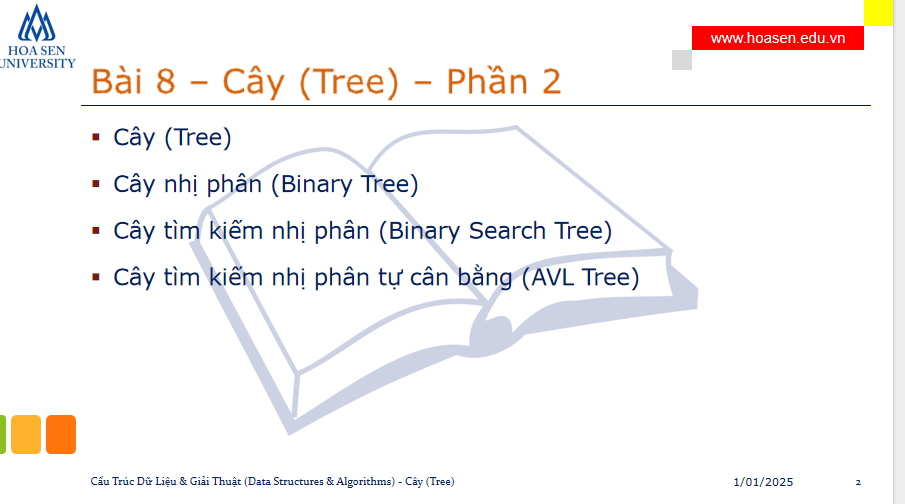 HOA SEN
UNIVERSITY
www.hoasen.edu.vn
Bài 8 – Cây (Tree) – Phần 2
Cây (Tree)
Cây nhị phân (Binary Tree)
Cây tìm kiếm nhị phân (Binary Search Tree)
Cây tìm kiếm nhị phân tự cân bằng (AVL Tree)
Cấu Trúc Dữ Liệu & Giải Thuật (Data Structures & Algorithms) - Cây (Tree)
1/01/2025
2